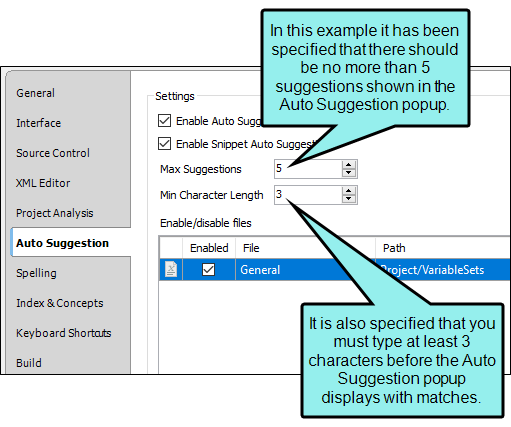 In this example it has been
specified that there should
be no more than 5
suggestions shown in the
Auto Suggestion popup.
General
Interface
Source Control
XML Editor
Project Analysis
Auto Suggestion
Spelling
Index & Concepts
Keyboard Shortcuts
Build
Settings
Enable Auto Sugg
Enable Snippet Auto Suggesti
Max Suggestions 5
Min Character Length 3
Enable/disable files
Enabled File Path
General Project/VariableSets
It is also specified that you
must type at least 3
characters before the Auto
Suggestion popup
displays with matches.